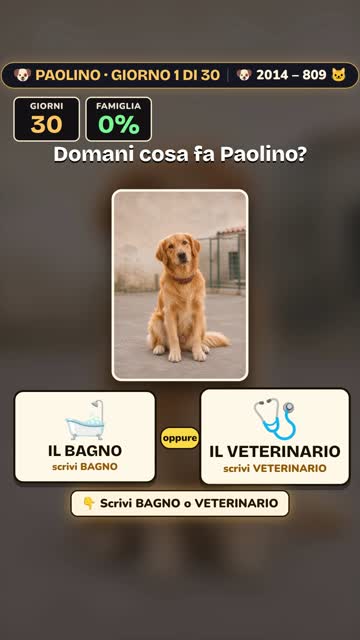 🐶 PAOLINO · GIORNO 1 DI 30 | 🐶 2014 – 809 🐱
GIORNI
30
FAMIGLIA
0%
Domani cosa fa Paolino?
IL BAGNO
scrivi BAGNO
oppure
IL VETERINARIO
scrivi VETERINARIO
👇 Scrivi BAGNO o VETERINARIO